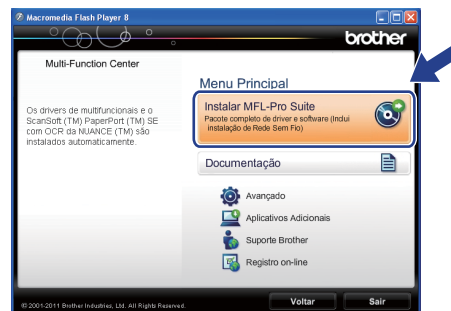 Macromedia Flash Player 8
brother
Multi-Function Center
Menu Principal
Os drivers de multifuncionais e o
ScanSoft (TM) PaperPort (TM) SE
com OCR da NUANCE (TM) são
instalados automaticamente.
Instalar MFL-Pro Suite
Pacote completo de driver e software (Indui
instalação de Rede Sem Fio)
Documentação
Avançado
Aplicativos Adicionais
Suporte Brother
Registro on-line
© 2001-2011 Brother Industries, Ltd. All Rights Reserved.
Voltar
Sair